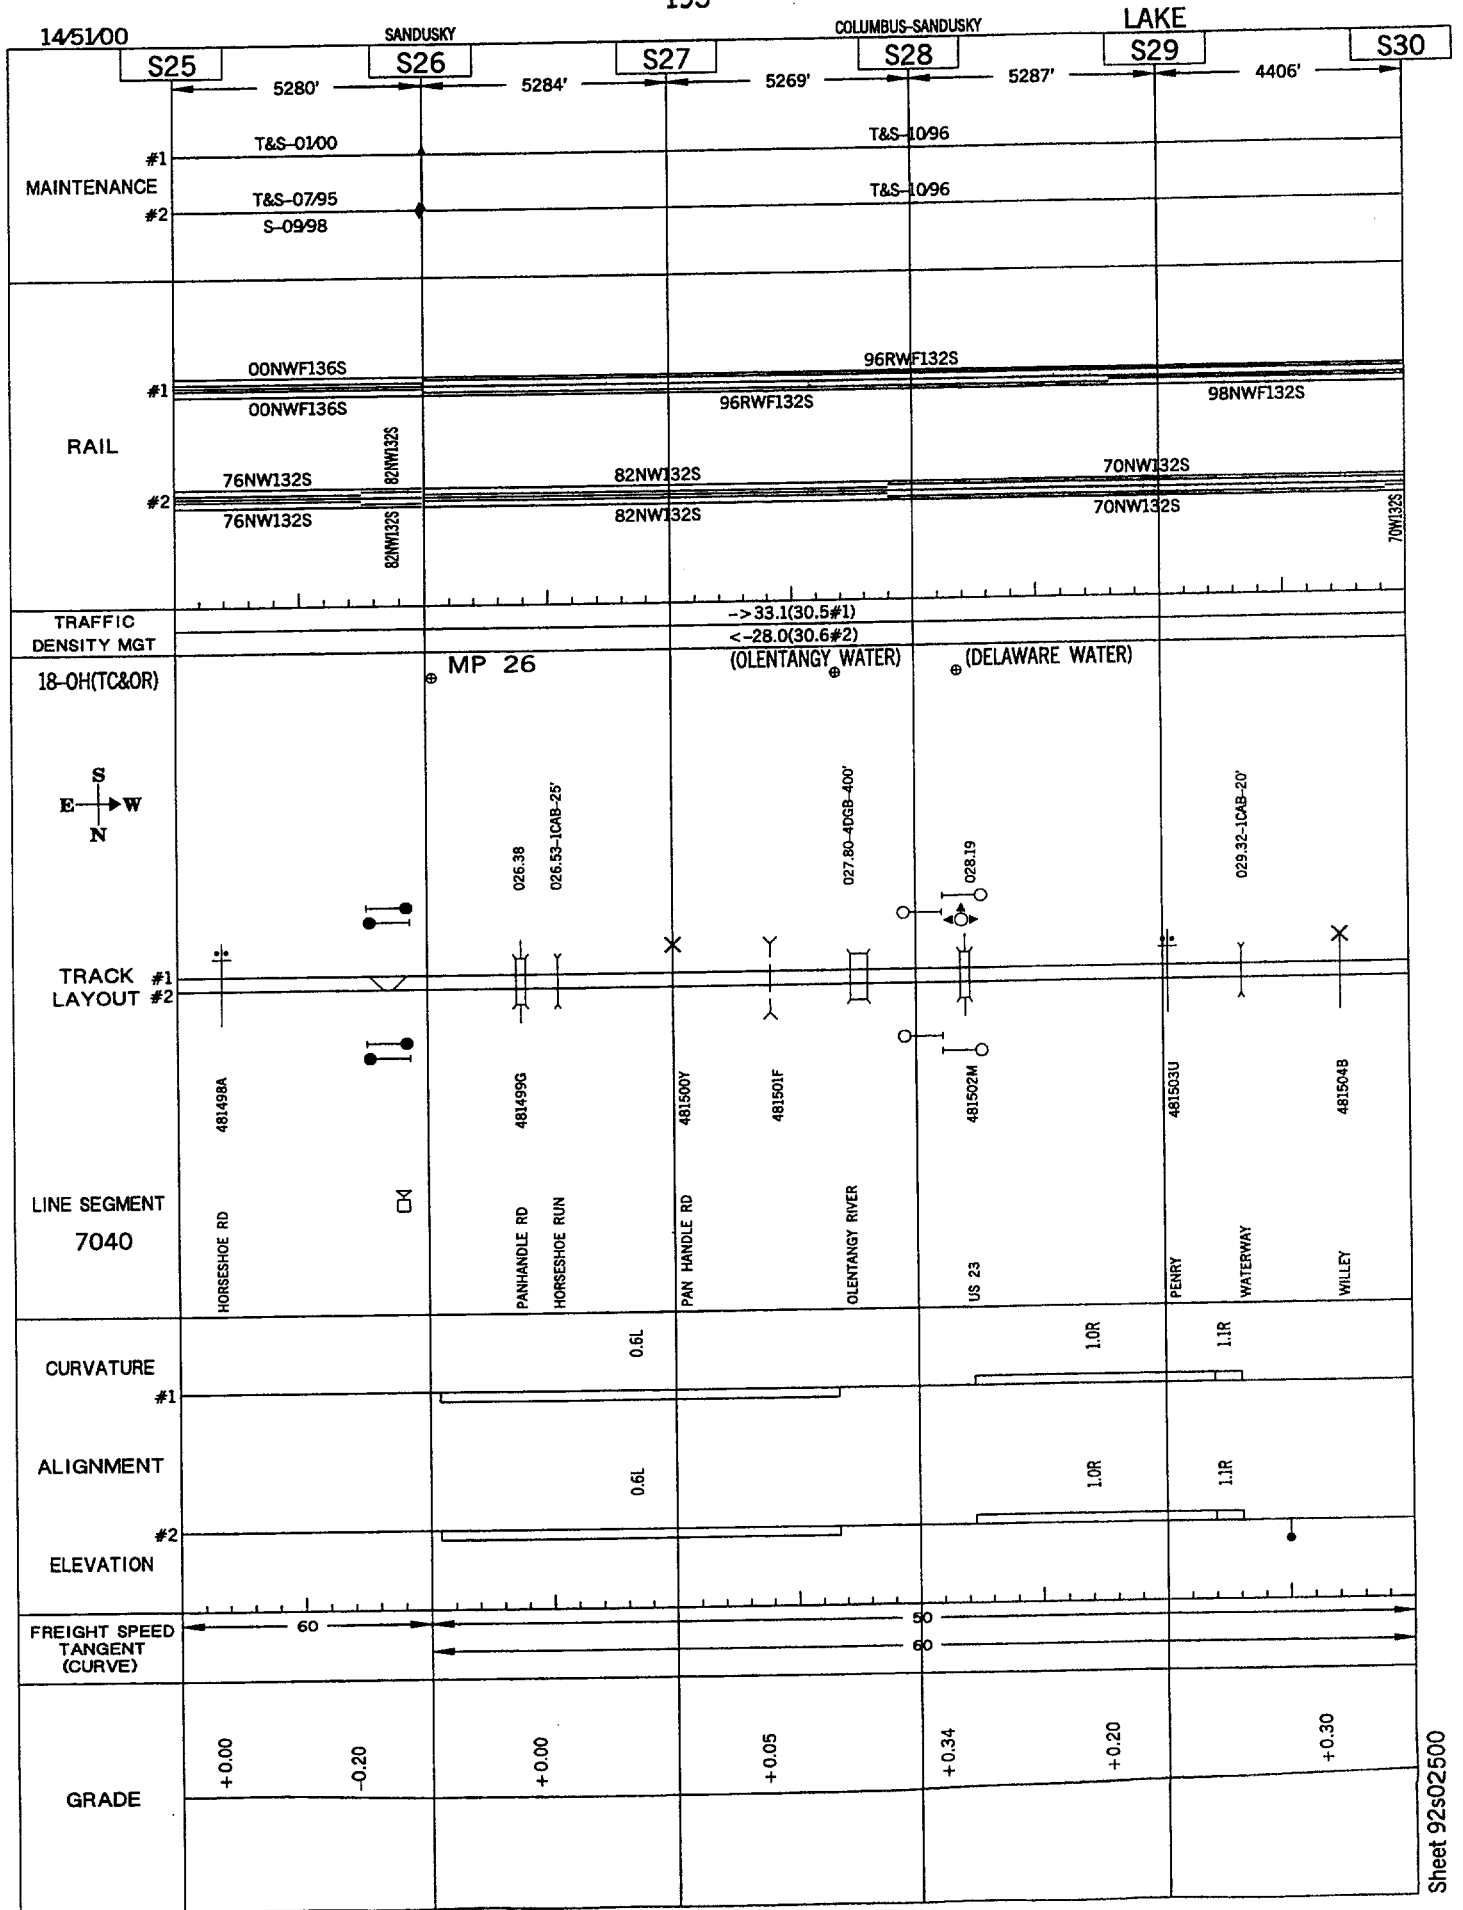 193
14/51/00
SANDUSKY
COLUMBUS-SANDUSKY
LAKE
S25 S26 S27 S28 S29 S30
5280' 5284' 5269' 5287' 4406'
MAINTENANCE
#1 T&S-01/00 T&S-10/96
#2 T&S-07/95 T&S-10/96
S-09/98
RAIL
00NWF136S 96RWF132S
#1
00NWF136S 96RWF132S 98NWF132S
76NW132S 82NW132S 82NW132S 70NW132S
#2
76NW132S 82NW132S 82NW132S 70NW132S 70W132S
TRAFFIC
DENSITY MGT
->33.1(30.5#1)
<-28.0(30.6#2)
18-OH(TC&OR)
MP 26 (OLENTANGY WATER) (DELAWARE WATER)
S
E W
N
026.38 026.53-1CAB-25' 027.80-4DGB-400' 028.19 029.32-1CAB-20'
TRACK #1
LAYOUT #2
481498A 481499G 481500Y 481501F 481502M 481503U 481504B
LINE SEGMENT
7040
HORSESHOE RD PANHANDLE RD HORSESHOE RUN PAN HANDLE RD OLENTANGY RIVER US 23 PENRY WATERWAY WILLEY
CURVATURE
#1
0.6L 1.0R 1.1R
ALIGNMENT
0.6L 1.0R 1.1R
#2
ELEVATION
FREIGHT SPEED
TANGENT
(CURVE)
60 50
60
GRADE
+0.00 -0.20 +0.00 +0.05 +0.34 +0.20 +0.30
Sheet 92s02500